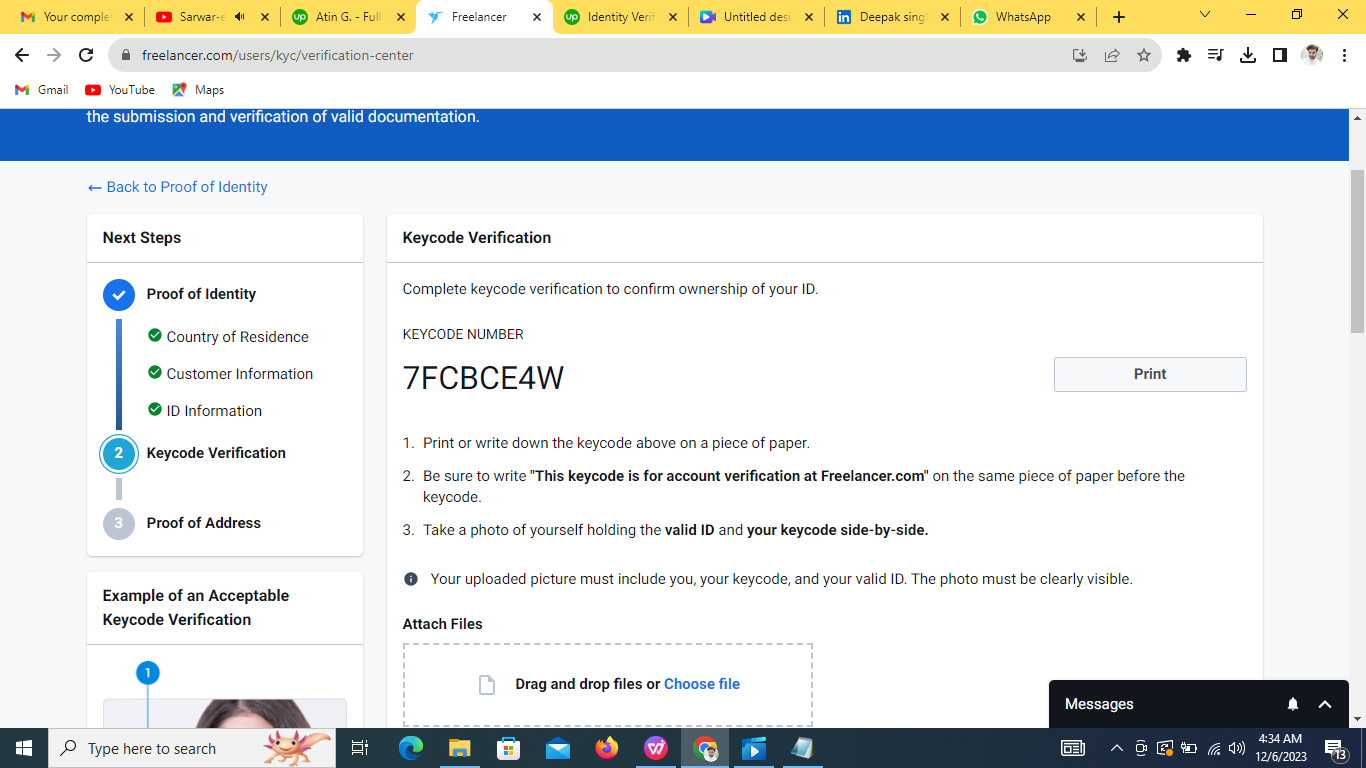 Your complet
Sarwar-e
Atin G. - Full
Freelancer
Identity Verif
Untitled desi
Deepak singh
WhatsApp
freelancer.com/users/kyc/verification-center
Gmail
YouTube
Maps
the submission and verification of valid documentation.
← Back to Proof of Identity
Next Steps
Proof of Identity
Country of Residence
Customer Information
ID Information
2 Keycode Verification
3 Proof of Address
Example of an Acceptable
Keycode Verification
1
Keycode Verification
Complete keycode verification to confirm ownership of your ID.
KEYCODE NUMBER
7FCBCE4W
Print
1. Print or write down the keycode above on a piece of paper.
2. Be sure to write "This keycode is for account verification at Freelancer.com" on the same piece of paper before the
keycode.
3. Take a photo of yourself holding the valid ID and your keycode side-by-side.
Your uploaded picture must include you, your keycode, and your valid ID. The photo must be clearly visible.
Attach Files
Drag and drop files or Choose file
Messages
Type here to search
4:34 AM
12/6/2023
13